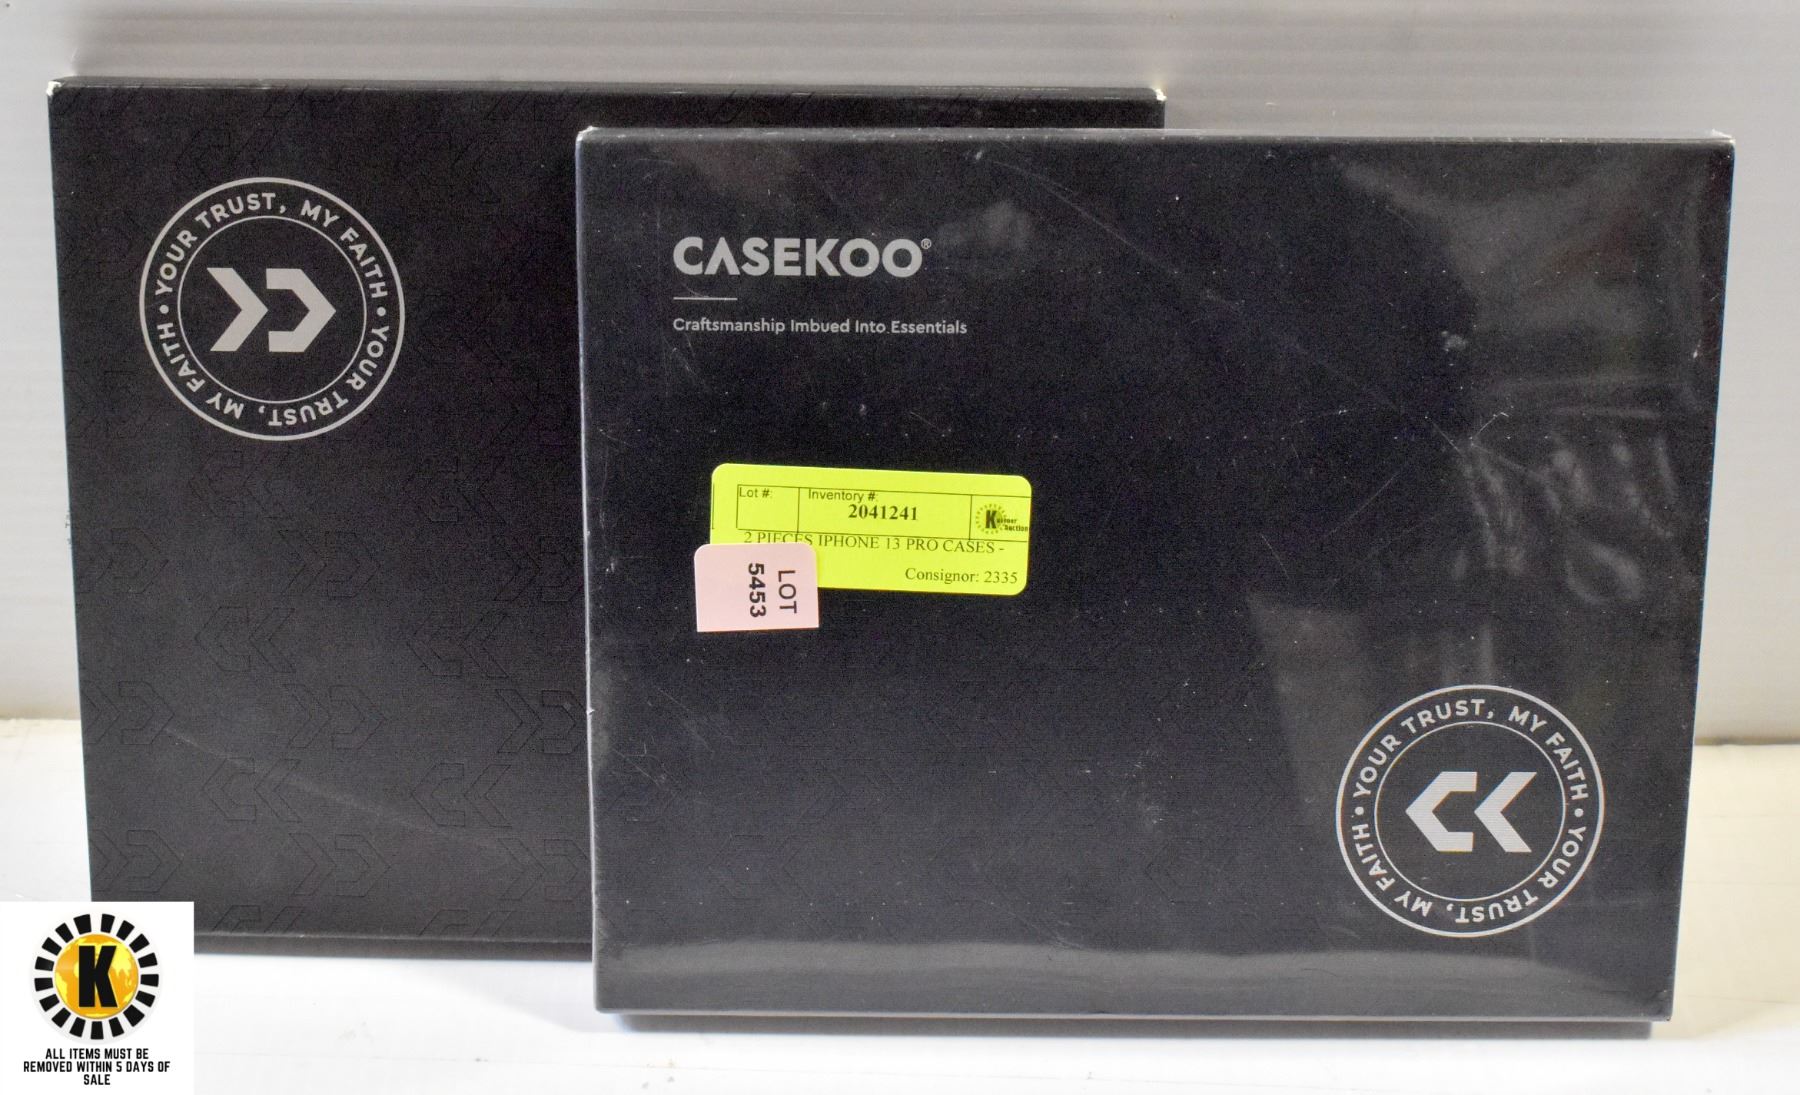 YOUR TRUST, MY FAITH • YOUR TRUST, MY FAITH •
CASEKOO®
Craftsmanship Imbued Into Essentials
Lot #:
Inventory #:
2041241
K
2 PIECES IPHONE 13 PRO CASES -
Consignor: 2335
LOT
5453
YOUR TRUST, MY FAITH • YOUR TRUST, MY FAITH •
CK
K
ALL ITEMS MUST BE
REMOVED WITHIN 5 DAYS OF
SALE